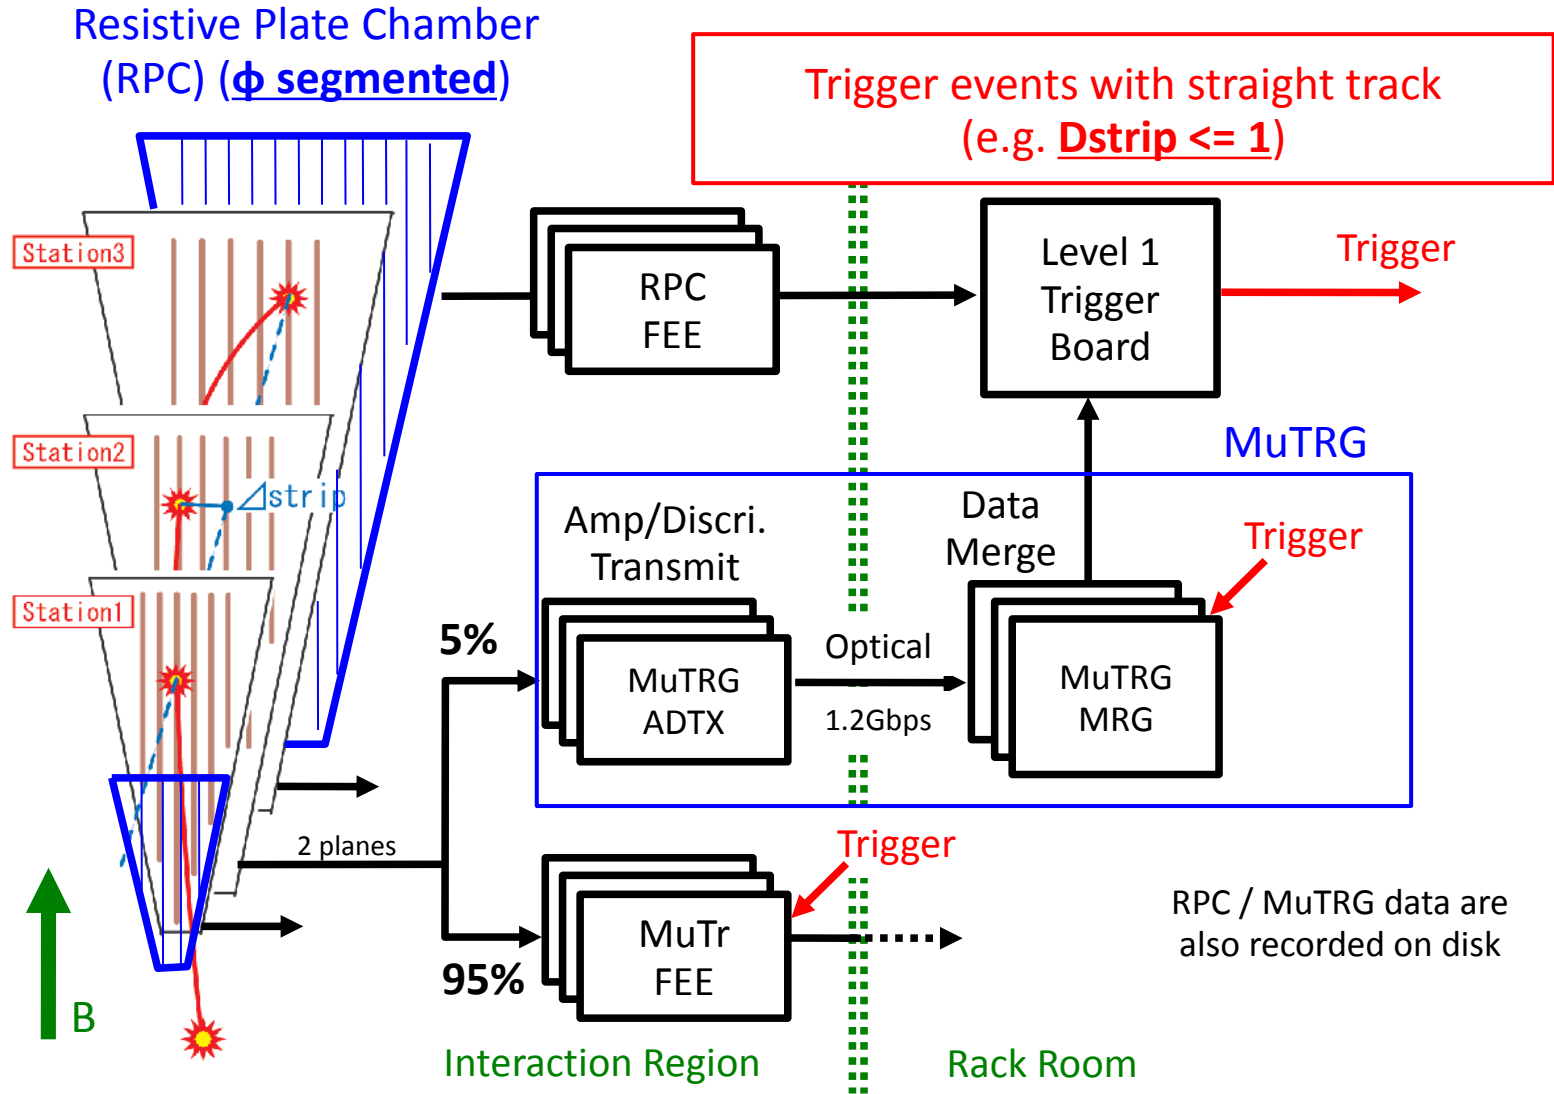 Resistive Plate Chamber
(RPC) (ϕ segmented)
Trigger events with straight track
(e.g. Dstrip <= 1)
Station3
RPC
FEE
Level 1
Trigger
Board
Trigger
Station2
⊿strip
MuTRG
Amp/Discri.
Transmit
Data
Merge
Trigger
Station1
5%
MuTRG
ADTX
Optical
1.2Gbps
MuTRG
MRG
2 planes
Trigger
95%
MuTr
FEE
RPC / MuTRG data are
also recorded on disk
B
Interaction Region
Rack Room